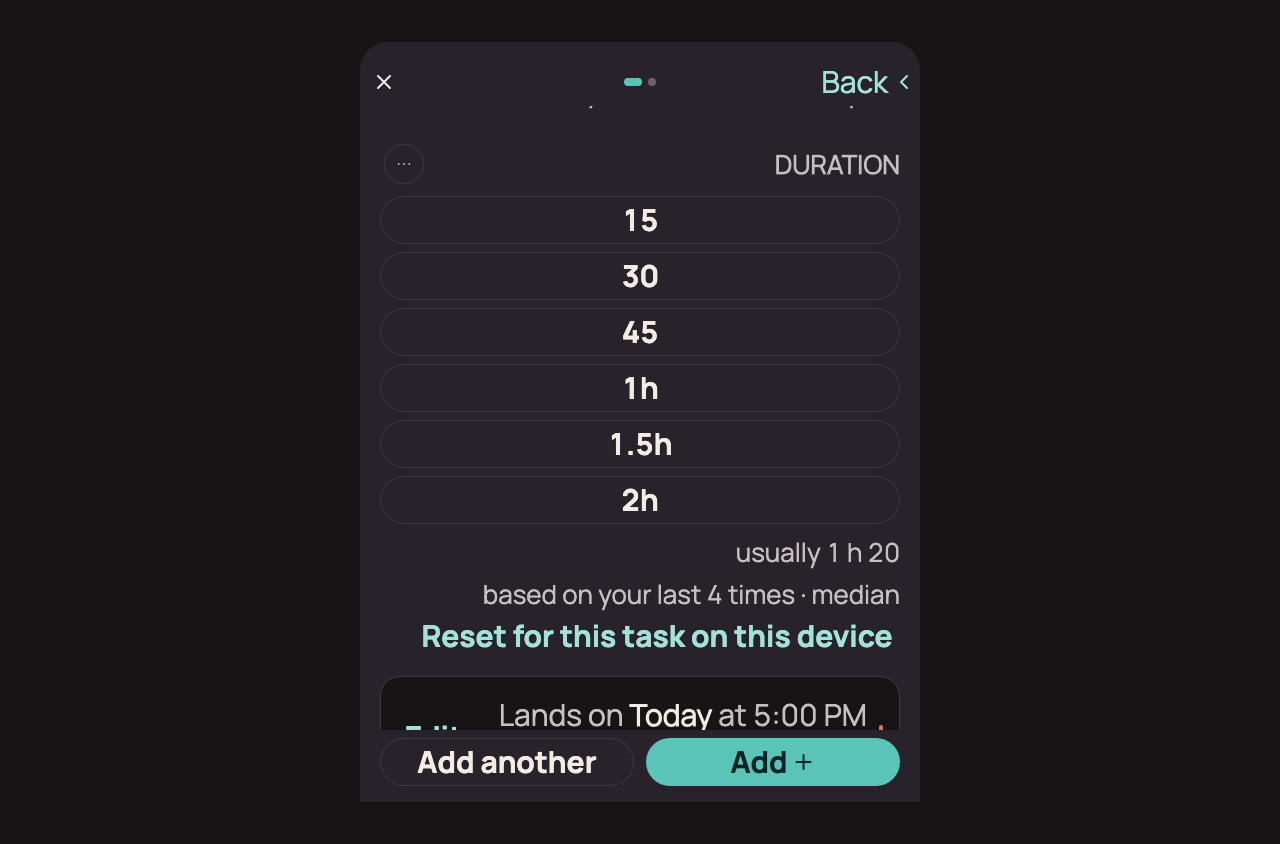 Back
DURATION
15
30
45
1h
1.5h
2h
usually 1 h 20
based on your last 4 times · median
Reset for this task on this device
Lands on Today at 5:00 PM
Add another
Add +